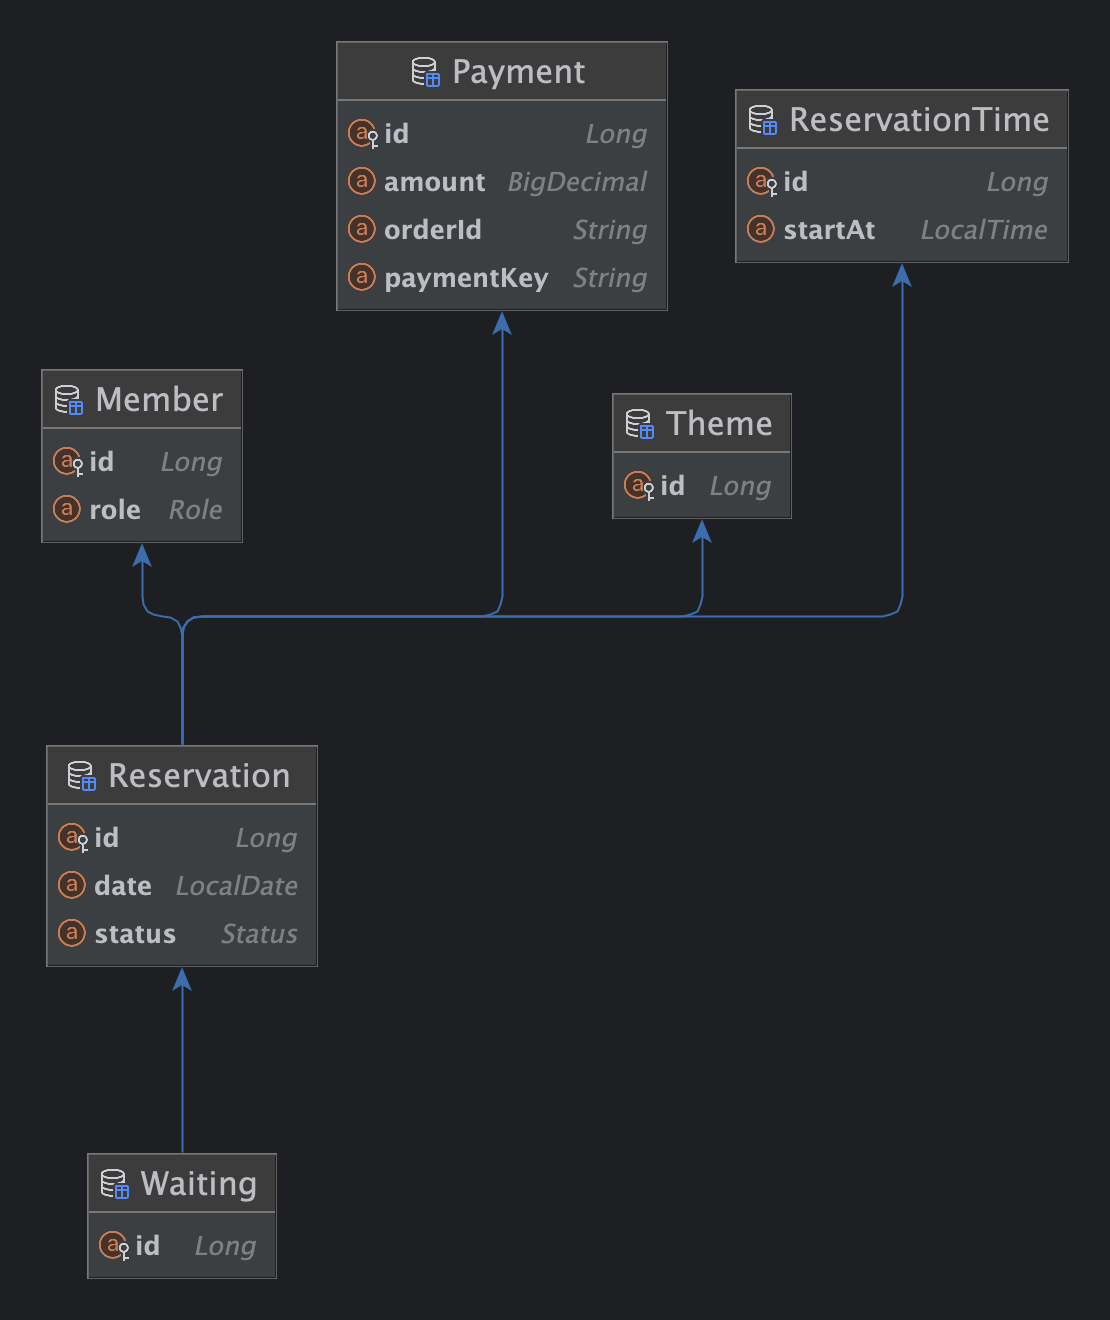 Payment
id Long
amount BigDecimal
orderId String
paymentKey String
ReservationTime
id Long
startAt LocalTime
Member
id Long
role Role
Theme
id Long
Reservation
id Long
date LocalDate
status Status
Waiting
id Long